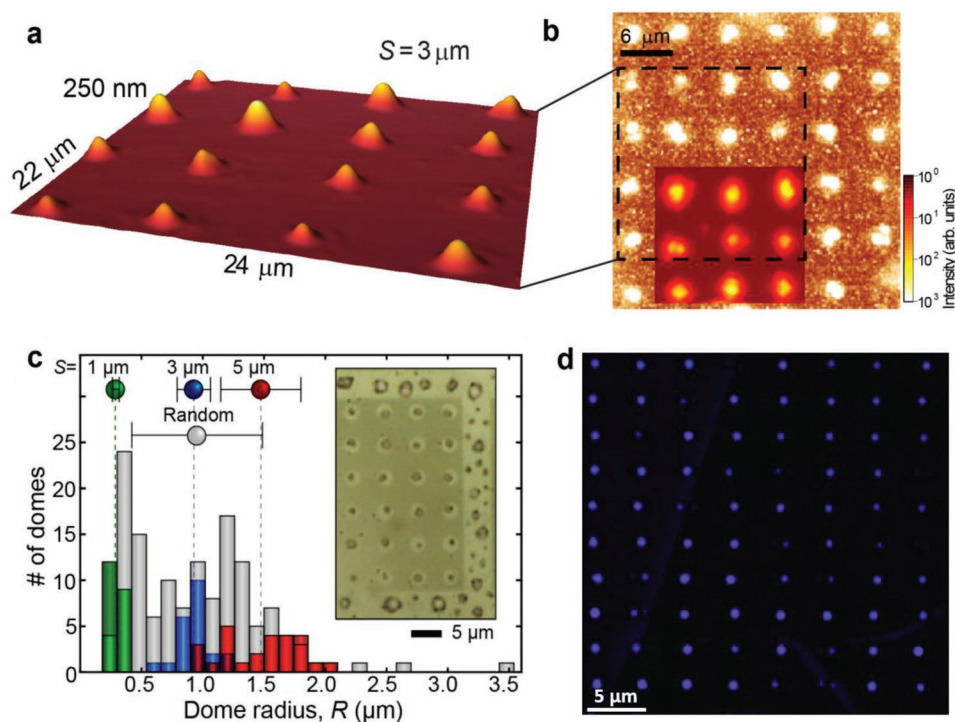 a
S = 3 μm
250 nm
22 μm
24 μm
b
6 μm
10⁰
10¹
10²
10³
Intensity (arb. units)
c
S= 1 μm 3 μm 5 μm
Random
25
20
15
10
5
0
# of domes
0.5 1.0 1.5 2.0 2.5 3.0 3.5
Dome radius, R (μm)
5 μm
d
5 μm